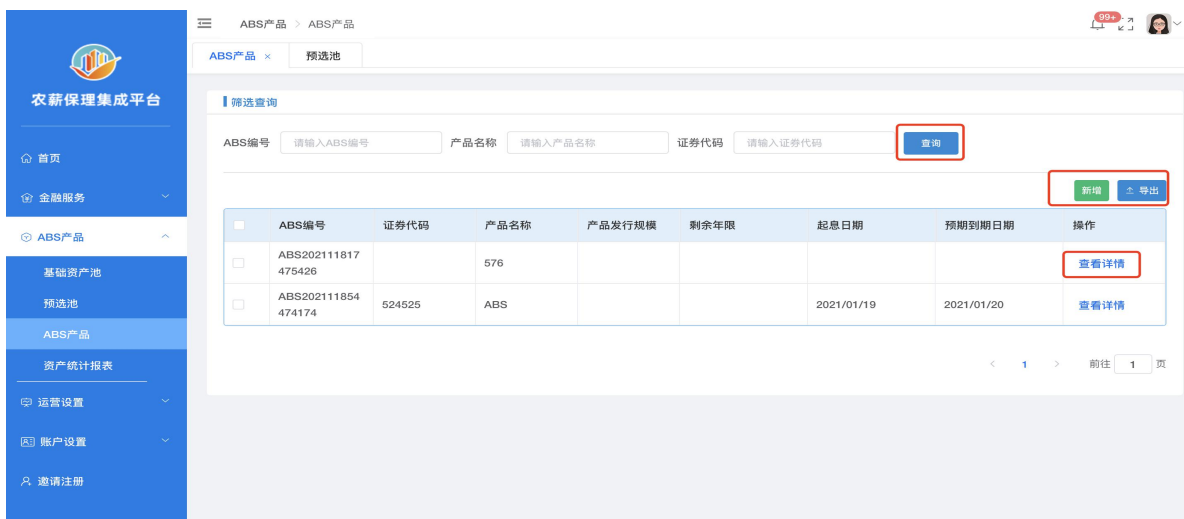 ABS产品 > ABS产品
99+
ABS产品 ×
预选池
农薪保理集成平台
首页
金融服务
ABS产品
基础资产池
预选池
ABS产品
资产统计报表
运营设置
账户设置
邀请注册
筛选查询
ABS编号 请输入ABS编号 产品名称 请输入产品名称 证券代码 请输入证券代码 查询
新增 导出
ABS编号 证券代码 产品名称 产品发行规模 剩余年限 起息日期 预期到期日期 操作
ABS202111817
475426
576 查看详情
ABS202111854
474174
524525 ABS 2021/01/19 2021/01/20 查看详情
< 1 > 前往 1 页